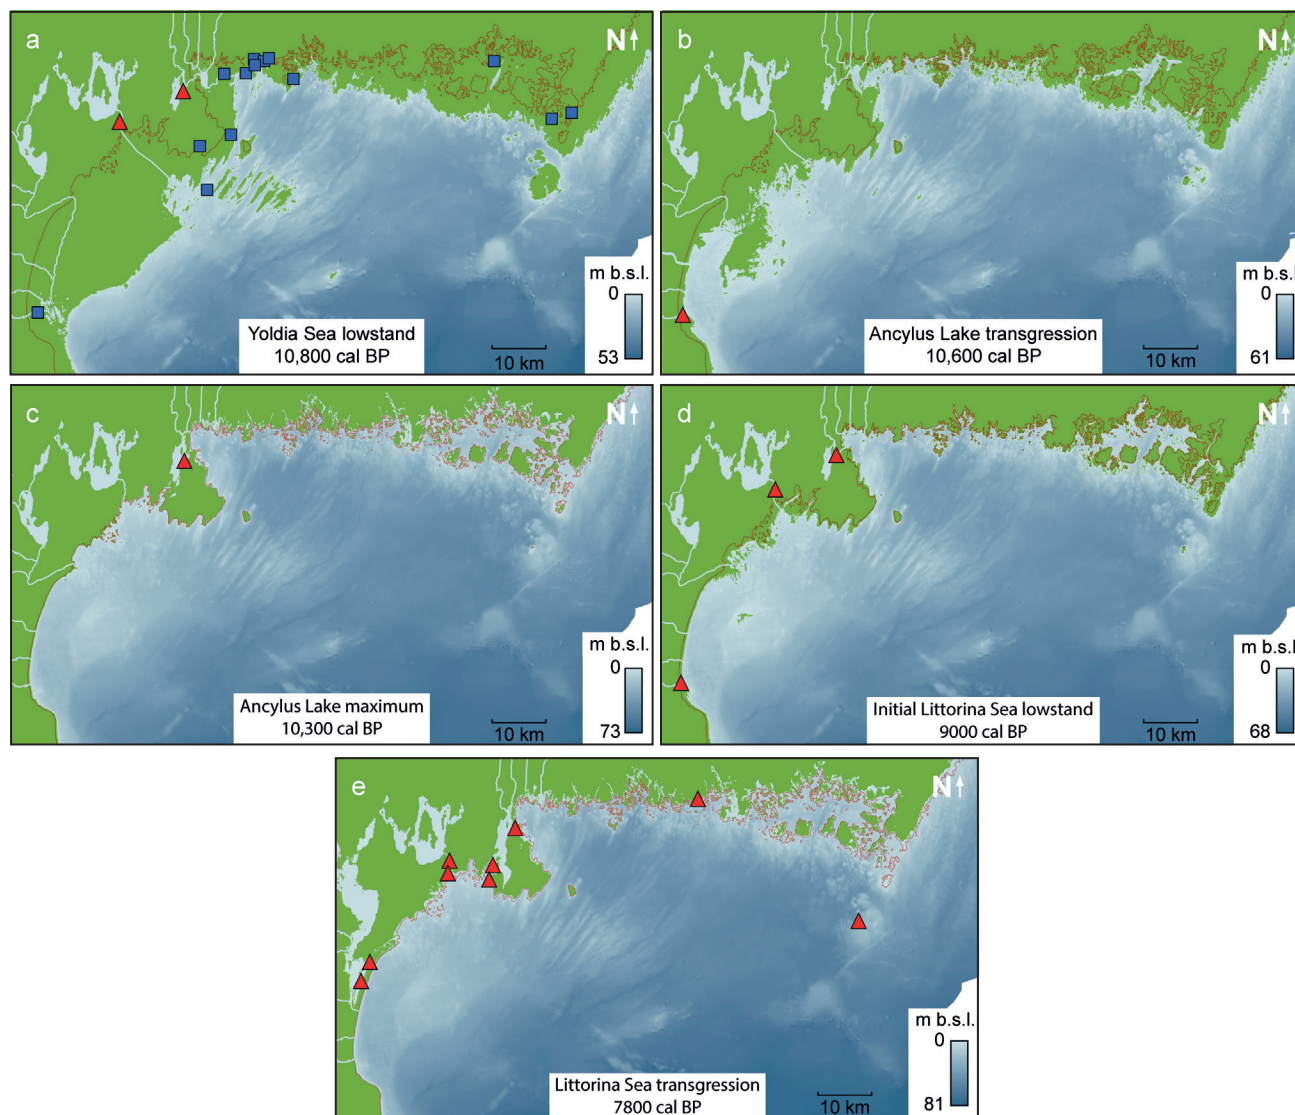 a
N
m b.s.l.
0
53
Yoldia Sea lowstand
10,800 cal BP
10 km
b
N
m b.s.l.
0
61
Ancylus Lake transgression
10,600 cal BP
10 km
c
N
m b.s.l.
0
73
Ancylus Lake maximum
10,300 cal BP
10 km
d
N
m b.s.l.
0
68
Initial Littorina Sea lowstand
9000 cal BP
10 km
e
N
m b.s.l.
0
81
Littorina Sea transgression
7800 cal BP
10 km